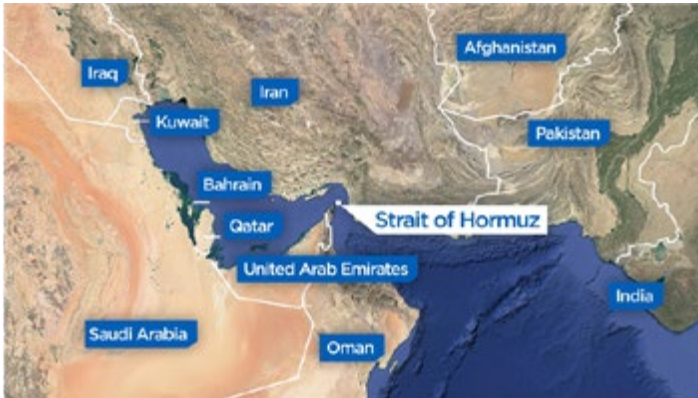 Afghanistan
Iraq
Iran
Kuwait
Pakistan
Bahrain
Qatar
Strait of Hormuz
United Arab Emirates
India
Saudi Arabia
Oman